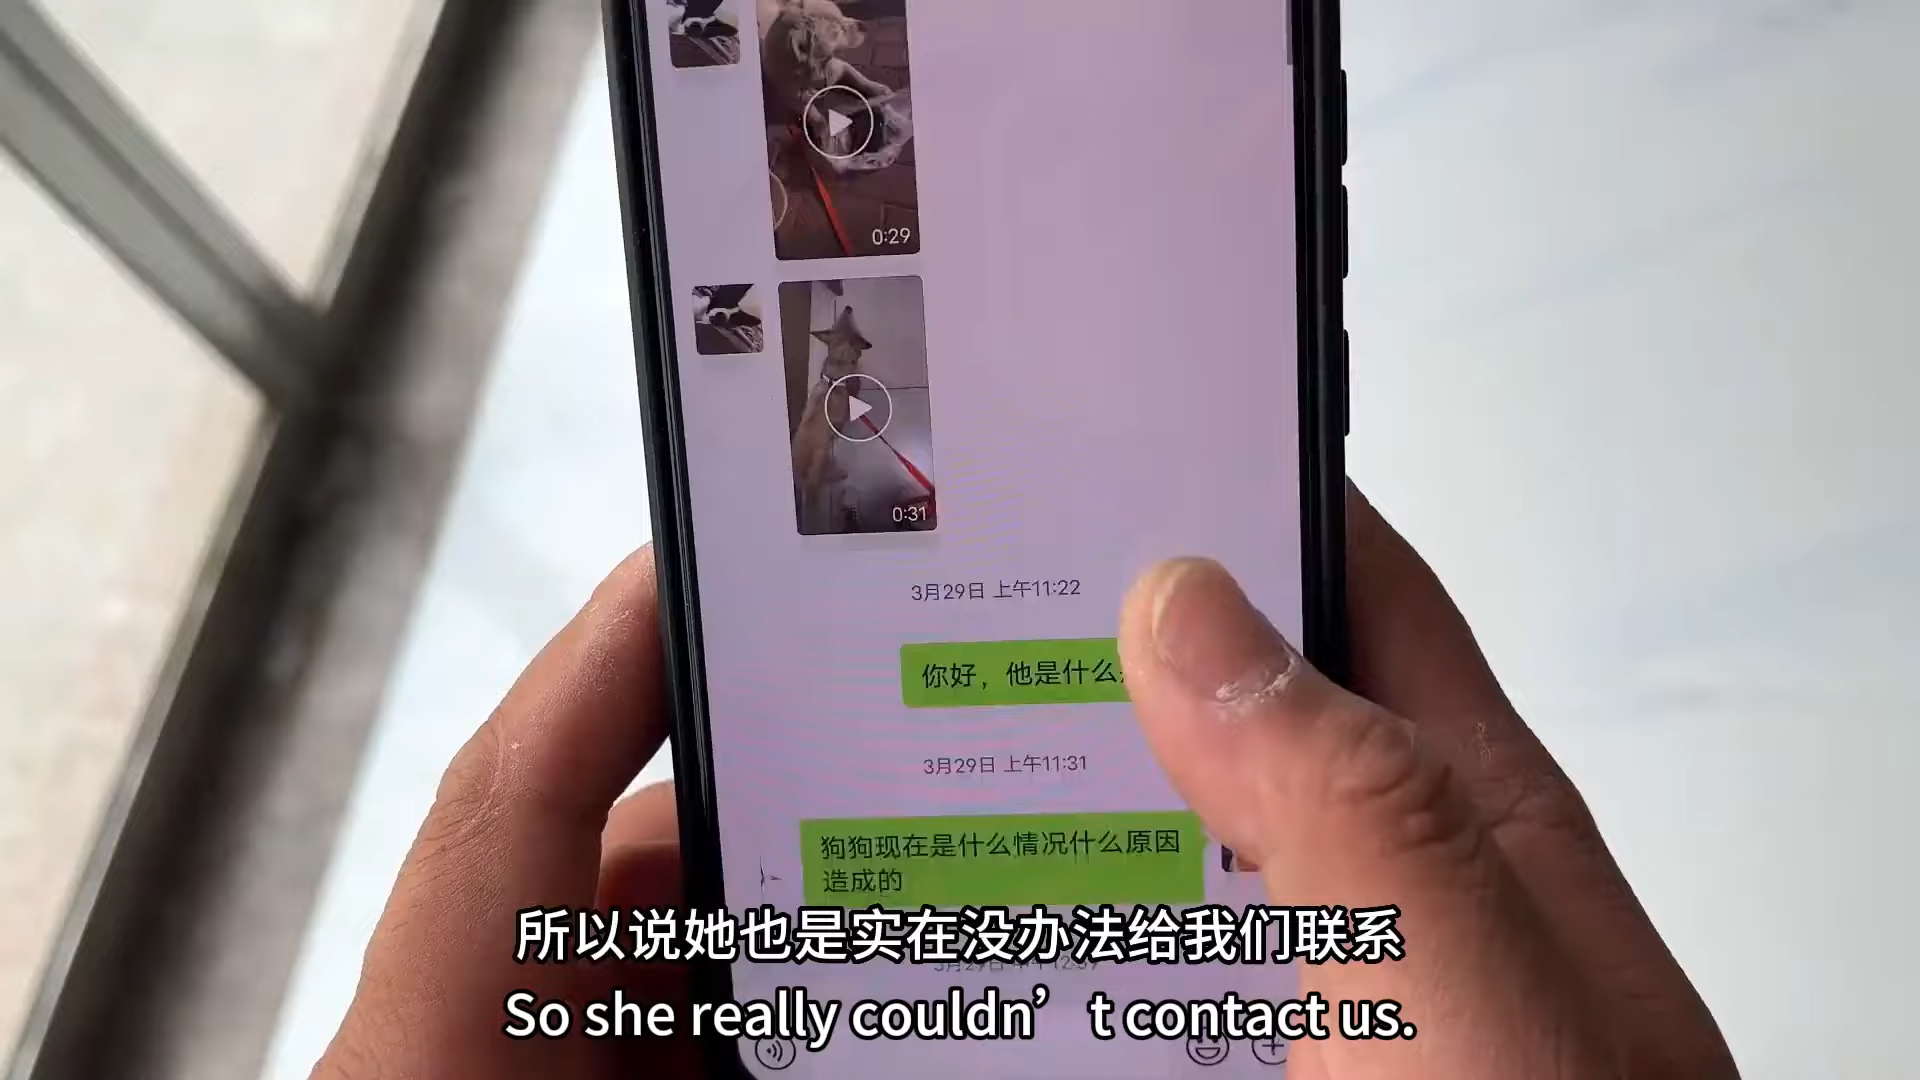 0:29
0:31
3月29日 上午11:22
你好，他是什么
3月29日 上午11:31
狗狗现在是什么情况什么原因
造成的
所以说她也是实在没办法给我们联系
So she really couldn’t contact us.